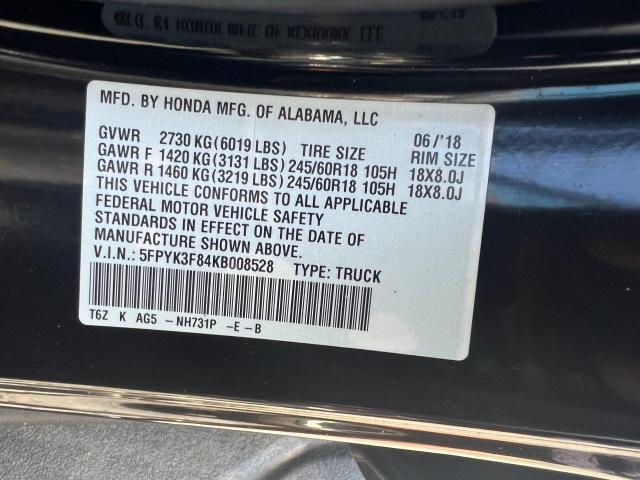 MFD. BY HONDA MFG. OF ALABAMA, LLC
GVWR 2730 KG(6019 LBS) TIRE SIZE 06/'18 RIM SIZE
GAWR F 1420 KG(3131 LBS) 245/60R18 105H 18X8.0J
GAWR R 1460 KG(3219 LBS) 245/60R18 105H 18X8.0J
THIS VEHICLE CONFORMS TO ALL APPLICABLE
FEDERAL MOTOR VEHICLE SAFETY
STANDARDS IN EFFECT ON THE DATE OF
MANUFACTURE SHOWN ABOVE.
V.I.N.: 5FPYK3F84KB008528 TYPE: TRUCK
T6Z K AG5 -NH731P -E-B